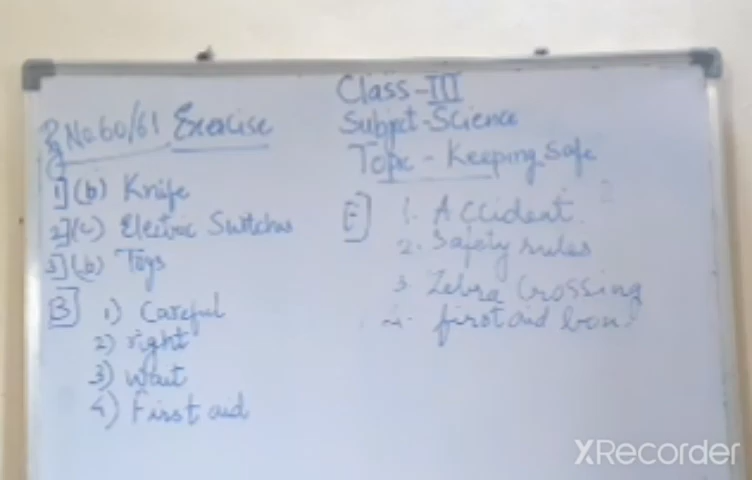 Class-III
Subject-Science
Topic - Keeping Safe
Pg No 60/61 Exercise
1](b) Knife
2](c) Electric Switches
3](b) Toys
B] 1) Careful
2) right
3) wait
4) First aid
E] 1. Accident.
2. Safety rules
3. Zebra Crossing
4. first aid box.
XRecorder